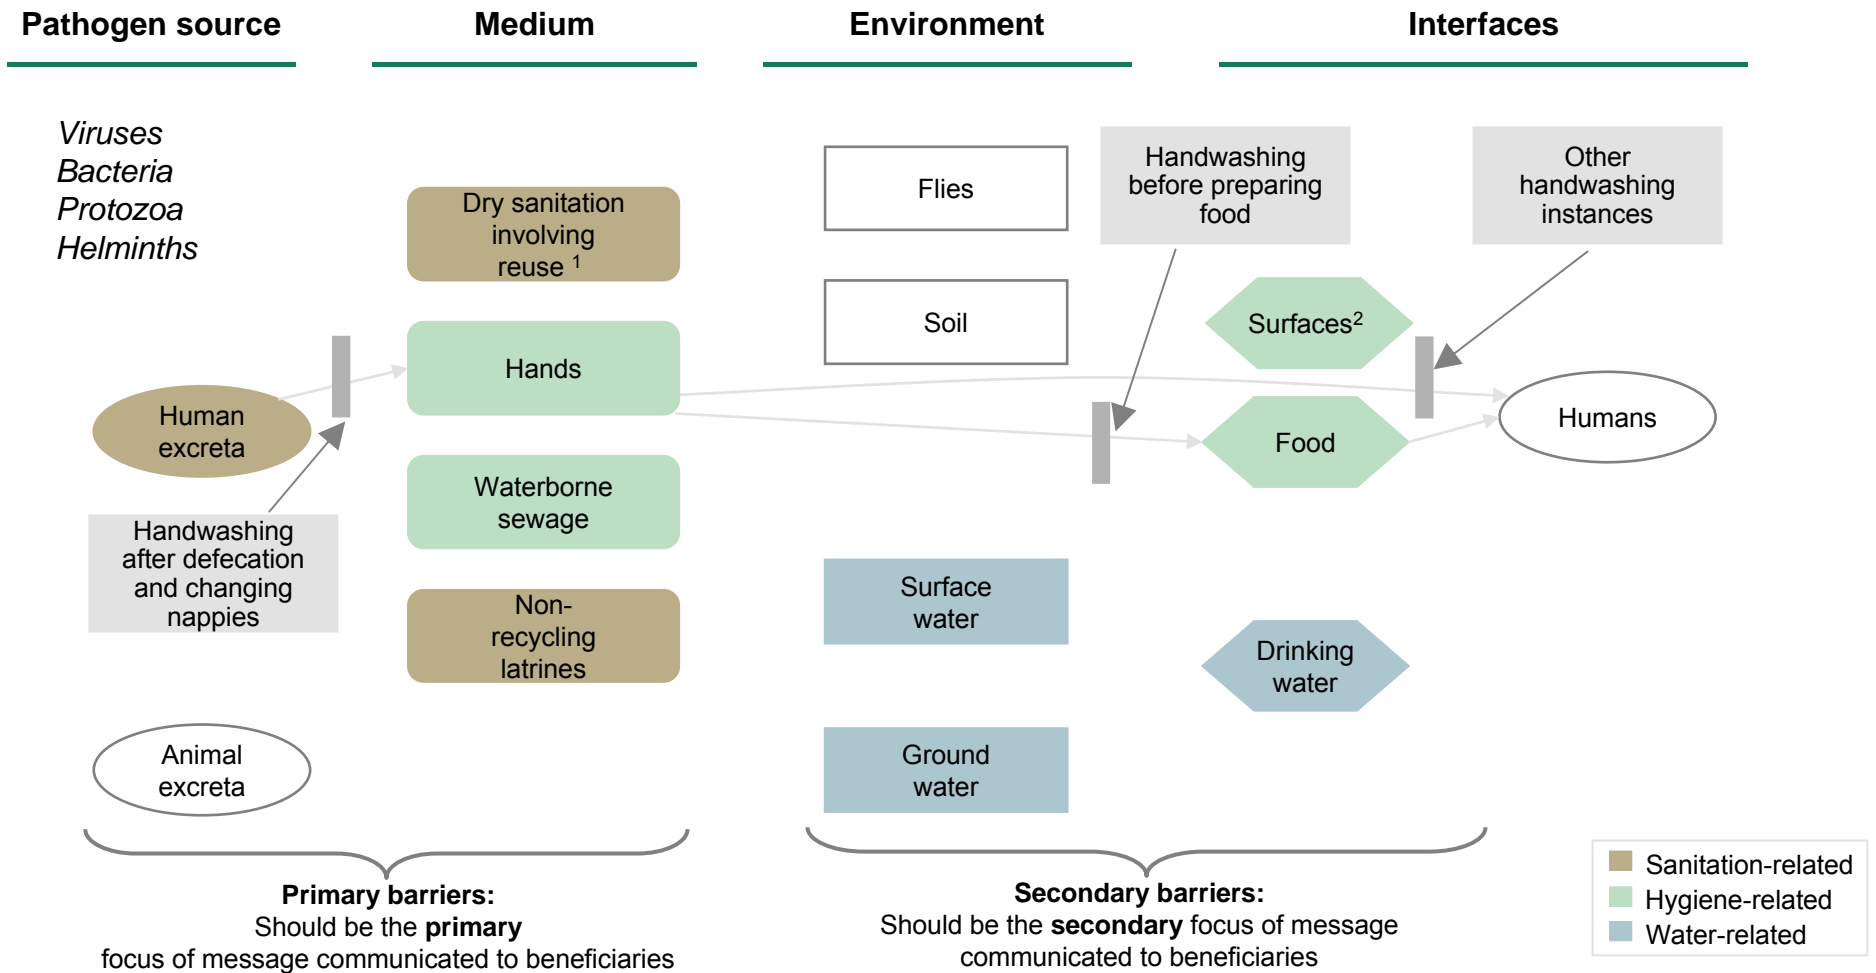 Pathogen source
Medium
Environment
Interfaces
Viruses
Bacteria
Protozoa
Helminths
Human
excreta
Handwashing
after defecation
and changing
nappies
Animal
excreta
Dry sanitation
involving
reuse 1
Hands
Waterborne
sewage
Non-
recycling
latrines
Flies
Soil
Surface
water
Ground
water
Handwashing
before preparing
food
Other
handwashing
instances
Surfaces2
Food
Drinking
water
Humans
Primary barriers:
Should be the primary
focus of message communicated to beneficiaries
Secondary barriers:
Should be the secondary focus of message
communicated to beneficiaries
Sanitation-related
Hygiene-related
Water-related